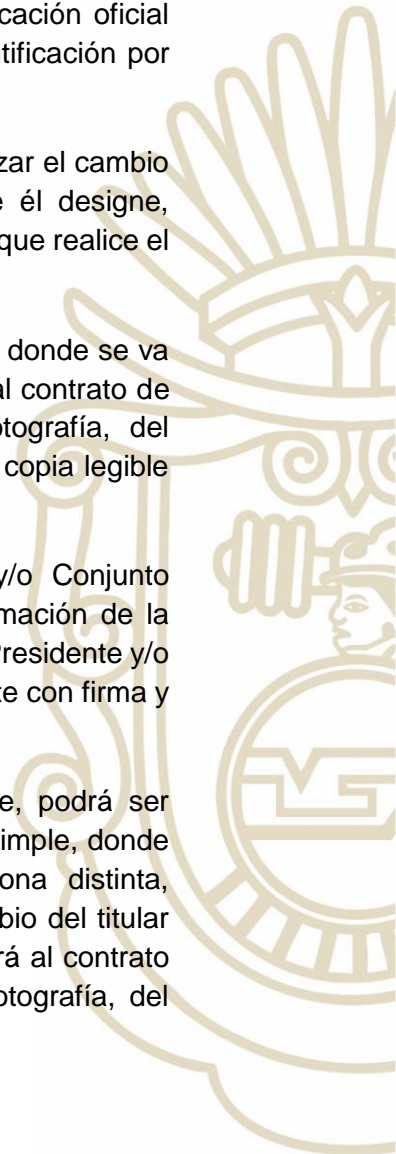 cación oficial
ntificación por
zar el cambio
e él designe,
que realice el
donde se va
al contrato de
otografía, del
copia legible
y/o Conjunto
mación de la
Presidente y/o
te con firma y
e, podrá ser
imple, donde
ona distinta,
bio del titular
rá al contrato
otografía, del